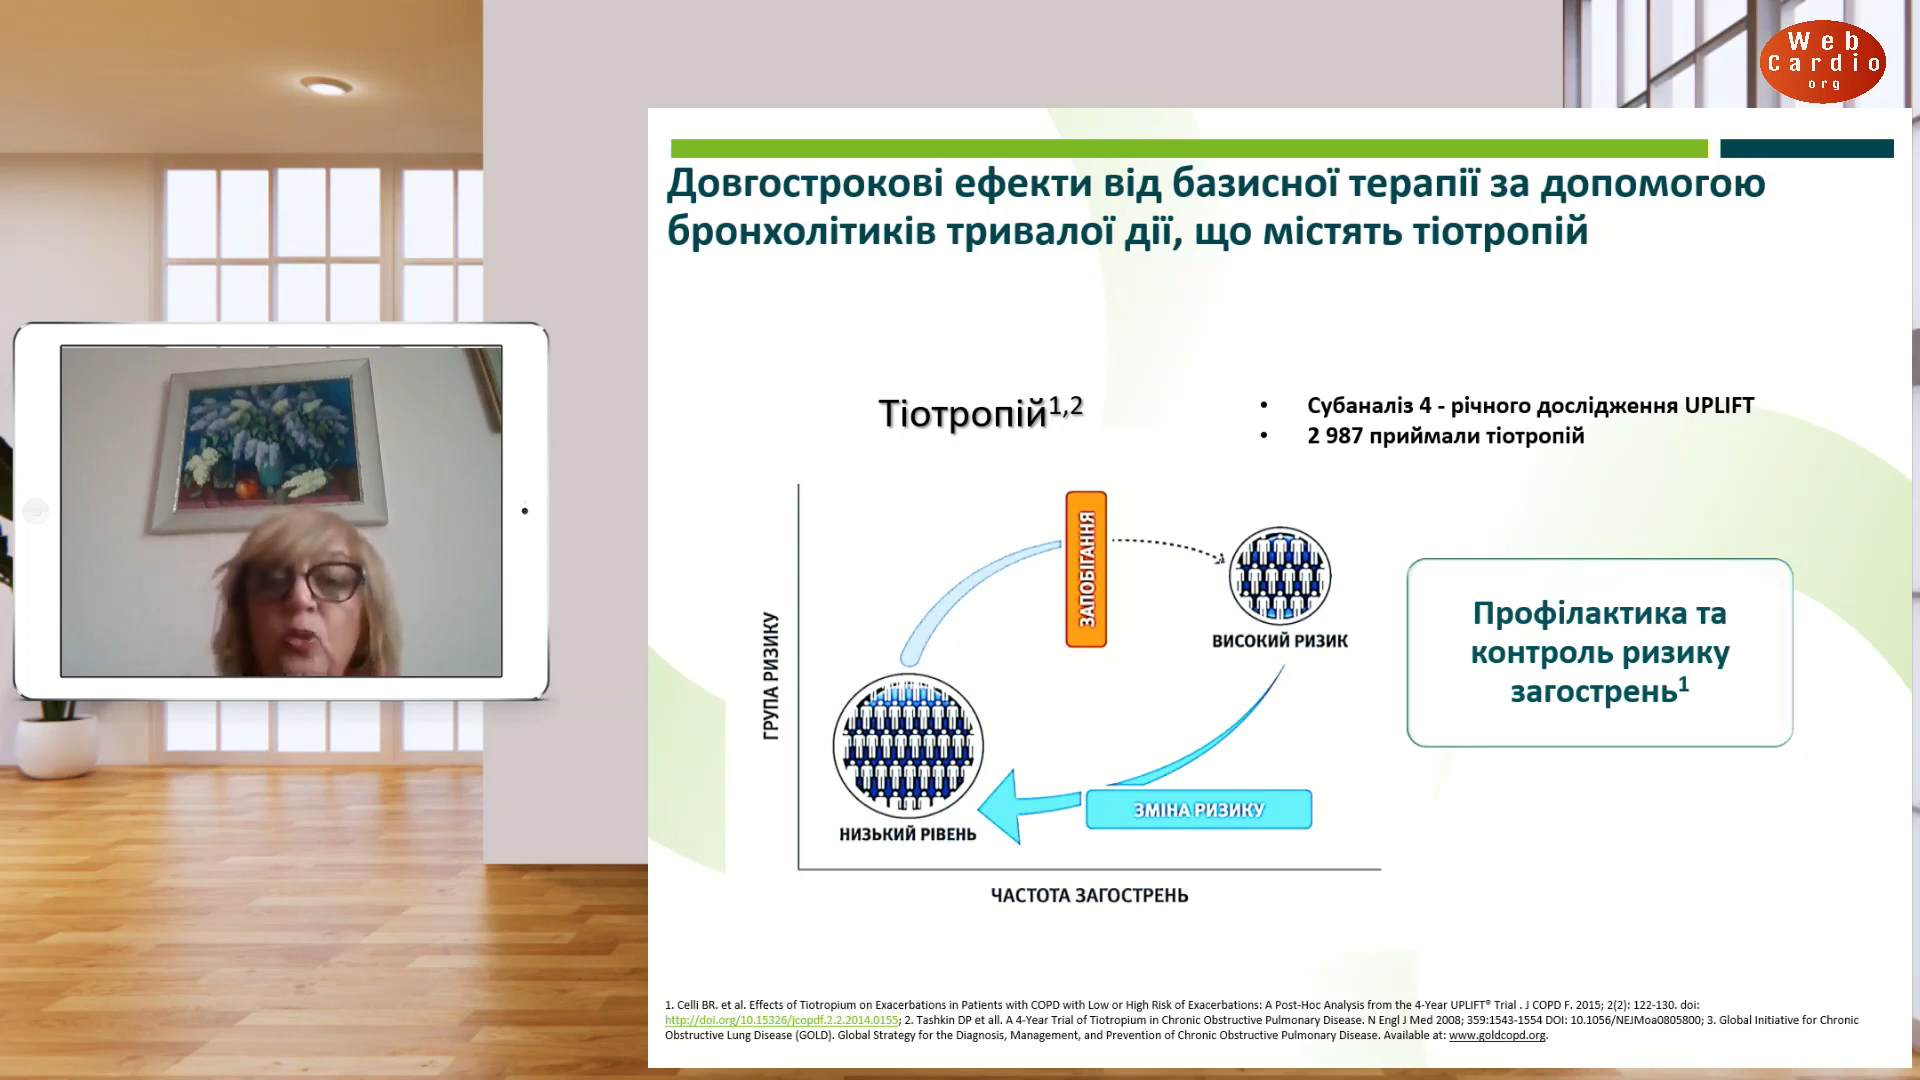 Web
Cardio
org
Довгострокові ефекти від базисної терапії за допомогою
бронхолітиків тривалої дії, що містять тіотропій
Тіотропій1,2
• Субаналіз 4 - річного дослідження UPLIFT
• 2 987 приймали тіотропій
ГРУПА РИЗИКУ
ЗАПОБІГАННЯ
ВИСОКИЙ РИЗИК
Профілактика та
контроль ризику
загострень1
ЗМІНА РИЗИКУ
НИЗЬКИЙ РІВЕНЬ
ЧАСТОТА ЗАГОСТРЕНЬ
1. Celli BR. et al. Effects of Tiotropium on Exacerbations in Patients with COPD with Low or High Risk of Exacerbations: A Post-Hoc Analysis from the 4-Year UPLIFT® Trial . J COPD F. 2015; 2(2): 122-130. doi:
http://doi.org/10.15326/jcopdf.2.2.2014.0155; 2. Tashkin DP et all. A 4-Year Trial of Tiotropium in Chronic Obstructive Pulmonary Disease. N Engl J Med 2008; 359:1543-1554 DOI: 10.1056/NEJMoa0805800; 3. Global Initiative for Chronic
Obstructive Lung Disease (GOLD). Global Strategy for the Diagnosis, Management, and Prevention of Chronic Obstructive Pulmonary Disease. Available at: www.goldcopd.org.